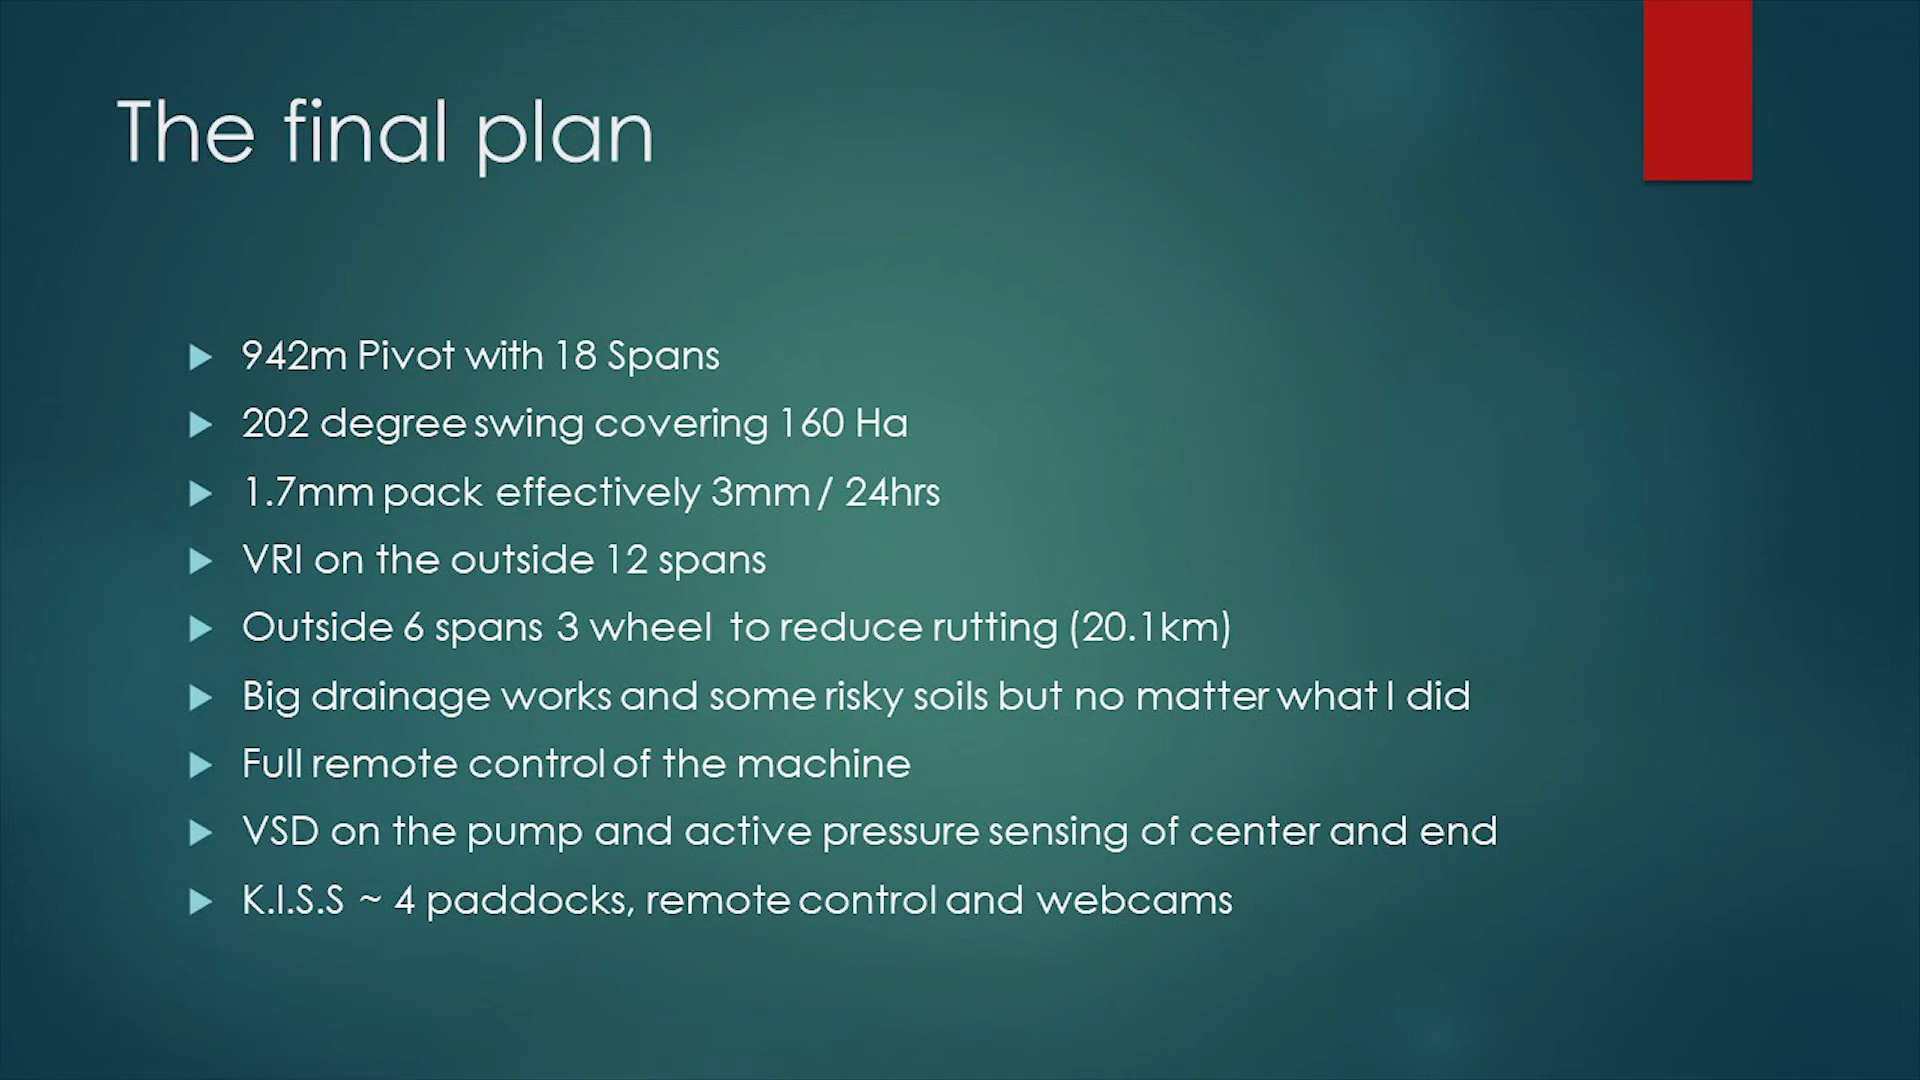 The final plan
942m Pivot with 18 Spans
202 degree swing covering 160 Ha
1.7mm pack effectively 3mm / 24hrs
VRI on the outside 12 spans
Outside 6 spans 3 wheel to reduce rutting (20.1km)
Big drainage works and some risky soils but no matter what I did
Full remote control of the machine
VSD on the pump and active pressure sensing of center and end
K.I.S.S ~ 4 paddocks, remote control and webcams